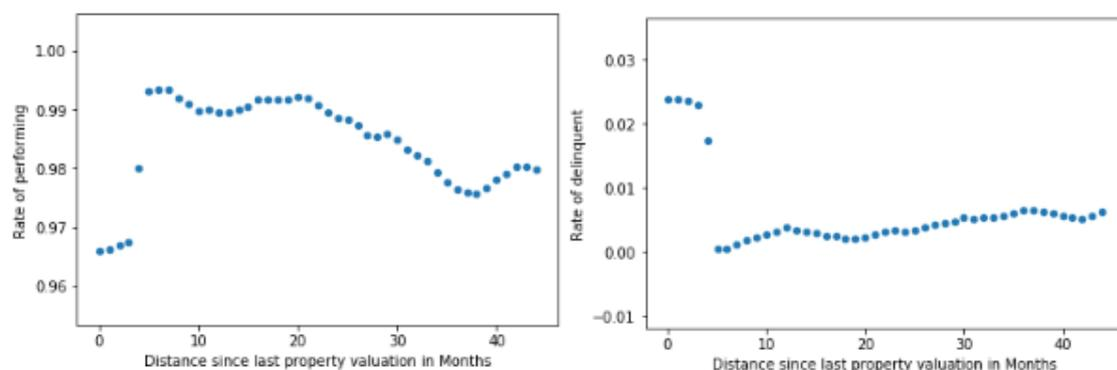 1.00
0.99
0.98
0.97
0.96
Rate of performing
0 10 20 30 40
Distance since last property valuation in Months
0.03
0.02
0.01
0.00
−0.01
Rate of delinquent
0 10 20 30 40
Distance since last property valuation in Months